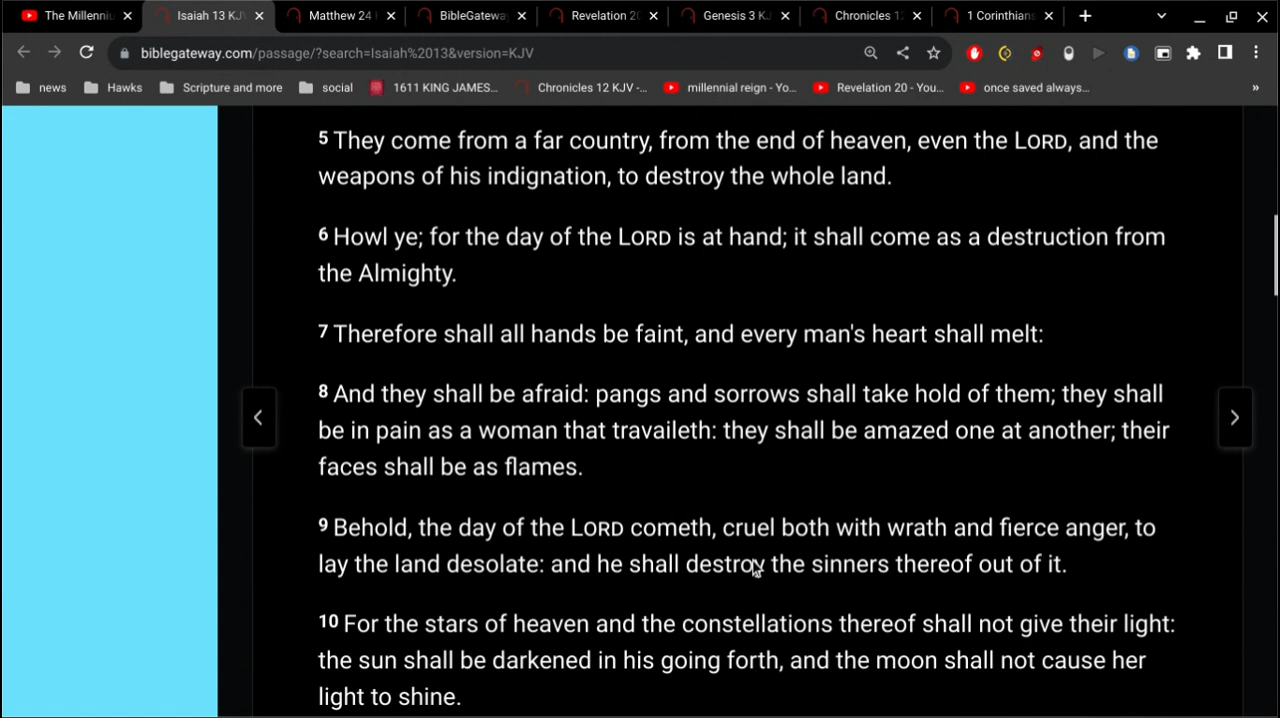 The Millenniu
Isaiah 13 KJV
Matthew 24
BibleGateway
Revelation 20
Genesis 3 KJ
Chronicles 12
1 Corinthians
biblegateway.com/passage/?search=Isaiah%2013&version=KJV
news
Hawks
Scripture and more
social
1611 KING JAMES...
Chronicles 12 KJV -...
millennial reign - Yo...
Revelation 20 - You...
once saved always...
»
5 They come from a far country, from the end of heaven, even the LORD, and the
weapons of his indignation, to destroy the whole land.
6 Howl ye; for the day of the LORD is at hand; it shall come as a destruction from
the Almighty.
7 Therefore shall all hands be faint, and every man's heart shall melt:
8 And they shall be afraid: pangs and sorrows shall take hold of them; they shall
be in pain as a woman that travaileth: they shall be amazed one at another; their
faces shall be as flames.
9 Behold, the day of the LORD cometh, cruel both with wrath and fierce anger, to
lay the land desolate: and he shall destroy the sinners thereof out of it.
10 For the stars of heaven and the constellations thereof shall not give their light:
the sun shall be darkened in his going forth, and the moon shall not cause her
light to shine.